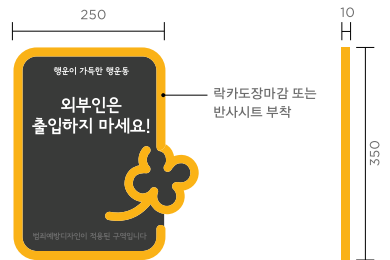 250
10
행운이 가득한 행운동
외부인은
출입하지 마세요!
락카도장마감 또는
반사시트 부착
350
범죄예방디자인이 적용된 구역입니다